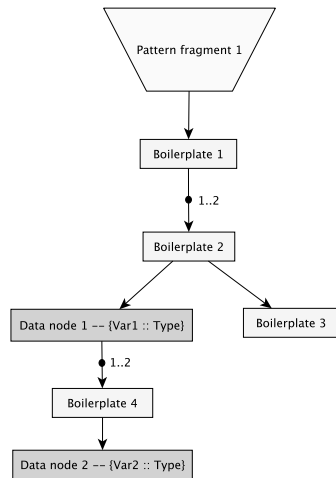 Pattern fragment 1
Boilerplate 1
1..2
Boilerplate 2
Data node 1 -- {Var1 :: Type}
Boilerplate 3
1..2
Boilerplate 4
Data node 2 -- {Var2 :: Type}